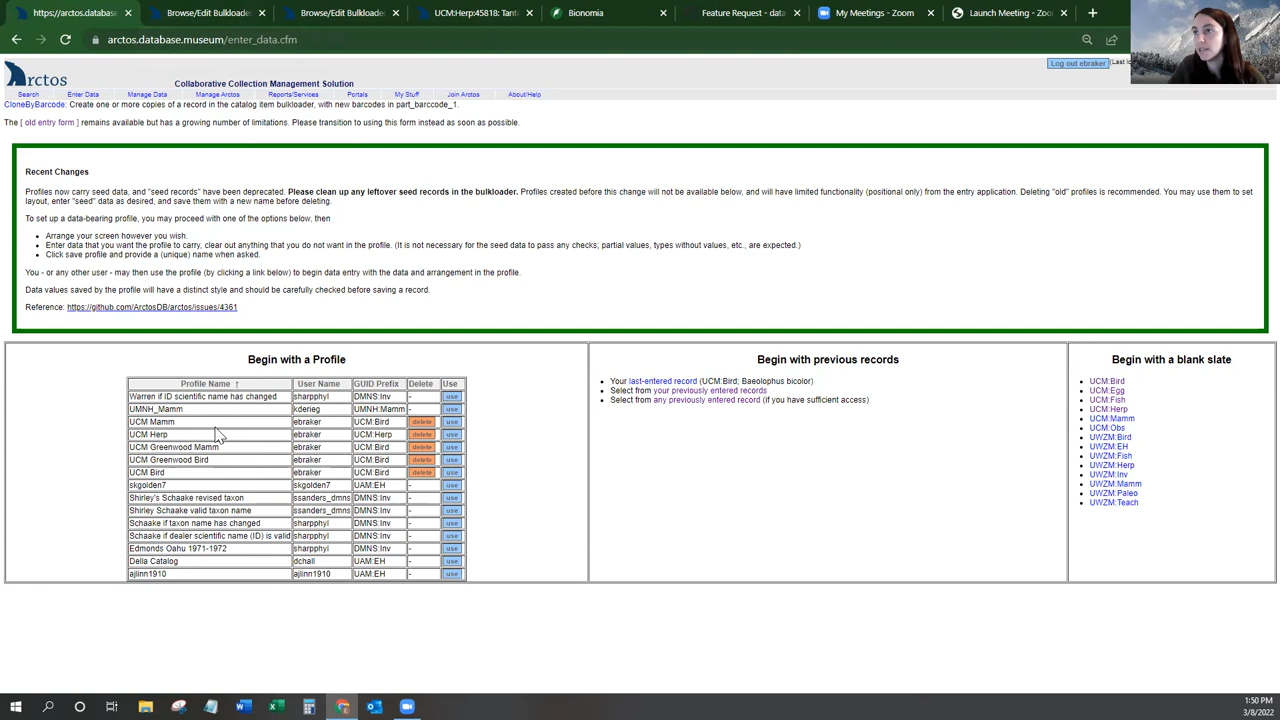 https://arctos.database
Browse/Edit Bulkloade
Browse/Edit Bulkloade
UCM:Herp:45818: Tanti
Bionomia
Feature Request - data
My Meetings - Zoom
Launch Meeting - Zoo
arctos.database.museum/enter_data.cfm
Arctos
Collaborative Collection Management Solution
Log out ebraker
(Last lo
Search Enter Data Manage Data Manage Arctos Reports/Services Portals My Stuff Join Arctos About/Help
CloneByBarcode: Create one or more copies of a record in the catalog item bulkloader, with new barcodes in part_barccode_1.
The [ old entry form ] remains available but has a growing number of limitations. Please transition to using this form instead as soon as possible.
Recent Changes
Profiles now carry seed data, and "seed records" have been deprecated. Please clean up any leftover seed records in the bulkloader. Profiles created before this change will not be available below, and will have limited functionality (positional only) from the entry application. Deleting "old" profiles is recommended. You may use them to set
layout, enter "seed" data as desired, and save them with a new name before deleting.
To set up a data-bearing profile, you may proceed with one of the options below, then
Arrange your screen however you wish.
Enter data that you want the profile to carry, clear out anything that you do not want in the profile. (It is not necessary for the seed data to pass any checks; partial values, types without values, etc., are expected.)
Click save profile and provide a (unique) name when asked.
You - or any other user - may then use the profile (by clicking a link below) to begin data entry with the data and arrangement in the profile.
Data values saved by the profile will have a distinct style and should be carefully checked before saving a record.
Reference: https://github.com/ArctosDB/arctos/issues/4361
Begin with a Profile
Profile Name ↑ User Name GUID Prefix Delete Use
Warren if ID scientific name has changed sharpphyl DMNS:Inv - use
UMNH_Mamm kderieg UMNH:Mamm - use
UCM Mamm ebraker UCM:Bird delete use
UCM Herp ebraker UCM:Herp delete use
UCM Greenwood Mamm ebraker UCM:Bird delete use
UCM Greenwood Bird ebraker UCM:Bird delete use
UCM Bird ebraker UCM:Bird delete use
skgolden7 skgolden7 UAM:EH - use
Shirley's Schaake revised taxon ssanders_dmns DMNS:Inv - use
Shirley Schaake valid taxon name ssanders_dmns DMNS:Inv - use
Schaake if taxon name has changed sharpphyl DMNS:Inv - use
Schaake if dealer scientific name (ID) is valid sharpphyl DMNS:Inv - use
Edmonds Oahu 1971-1972 sharpphyl DMNS:Inv - use
Della Catalog dchall UAM:EH - use
ajlinn1910 ajlinn1910 UAM:EH - use
Begin with previous records
Your last-entered record (UCM:Bird; Baeolophus bicolor)
Select from your previously entered records
Select from any previously entered record (if you have sufficient access)
Begin with a blank slate
UCM:Bird
UCM:Egg
UCM:Fish
UCM:Herp
UCM:Mamm
UCM:Obs
UWZM:Bird
UWZM:EH
UWZM:Fish
UWZM:Herp
UWZM:Inv
UWZM:Mamm
UWZM:Paleo
UWZM:Teach
1:50 PM
3/8/2022